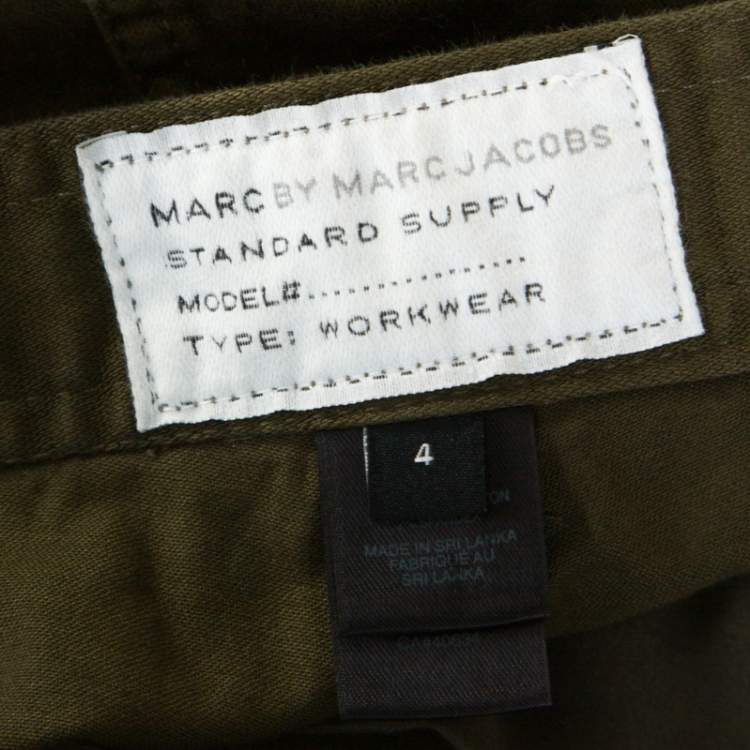 MARC BY MARC JACOBS
STANDARD SUPPLY
MODEL#....................
TYPE: WORKWEAR
4
MADE IN SRI LANKA
FABRIQUE AU
SRI LANKA